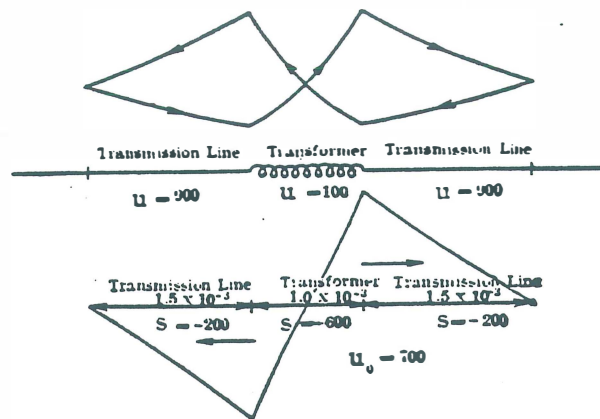 Transmission Line Transformer Transmission Line
u = 900 u = 100 u = 900
Transmission Line Transformer Transmission Line
1.5 x 10⁻³ 1.0 x 10⁻³ 1.5 x 10⁻³
S = -200 S = -600 S = -200
u₀ = 700